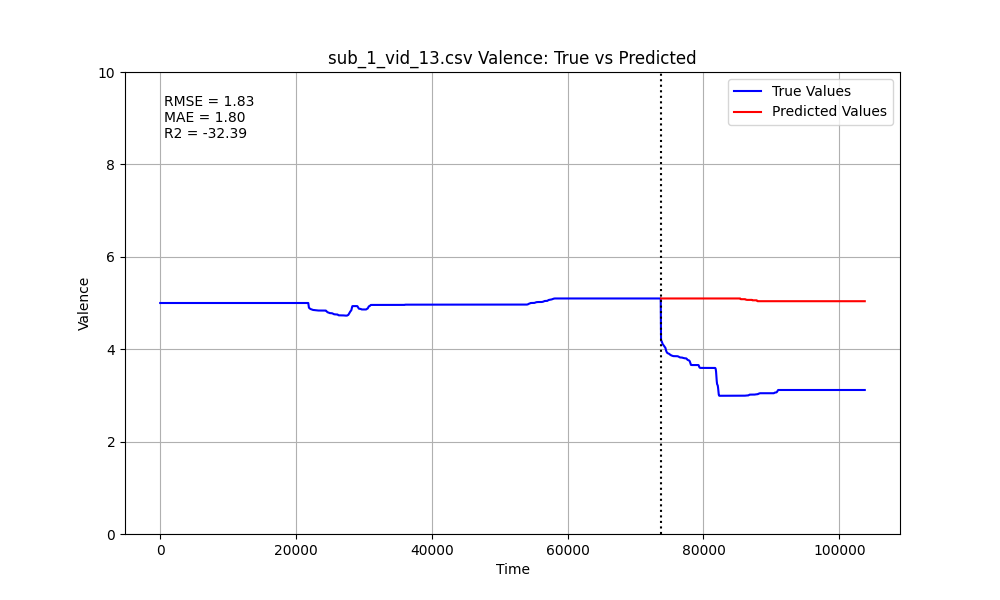 sub_1_vid_13.csv Valence: True vs Predicted
RMSE = 1.83
MAE = 1.80
R2 = -32.39
True Values
Predicted Values
10
8
6
4
2
0
Valence
0
20000
40000
60000
80000
100000
Time